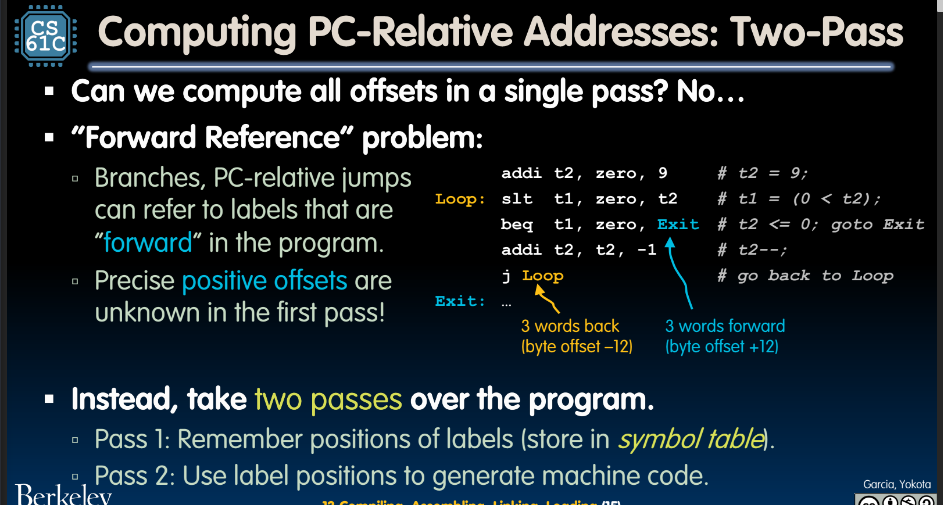 CS
61C
Computing PC-Relative Addresses: Two-Pass
▪ Can we compute all offsets in a single pass? No…
▪ “Forward Reference” problem:
▫ Branches, PC-relative jumps
can refer to labels that are
“forward” in the program.
▫ Precise positive offsets are
unknown in the first pass!
addi t2, zero, 9 # t2 = 9;
Loop: slt t1, zero, t2 # t1 = (0 < t2);
beq t1, zero, Exit # t2 <= 0; goto Exit
addi t2, t2, -1 # t2--;
j Loop # go back to Loop
Exit: …
3 words back
(byte offset –12)
3 words forward
(byte offset +12)
▪ Instead, take two passes over the program.
▫ Pass 1: Remember positions of labels (store in symbol table).
▫ Pass 2: Use label positions to generate machine code.
Berkeley
Compiling, Assembling, Linking, Loading
Garcia, Yokota